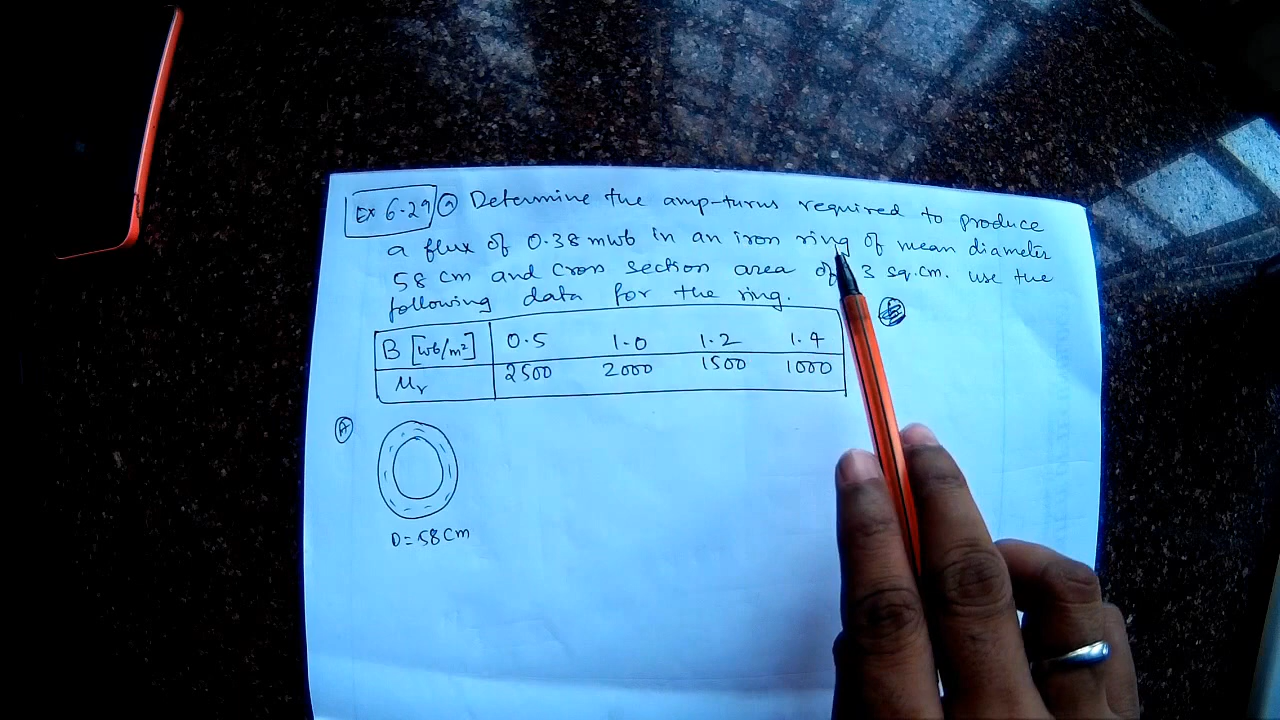 Ex 6.29 Q Determine the amp-turns required to produce
a flux of 0.38 mwb in an iron ring of mean diameter
58 cm and cross section area of 3 sq.cm. use the
following data for the ring.
B [wb/m²] 0.5 1.0 1.2 1.4
μr 2500 2000 1500 1000
A
D = 58 cm